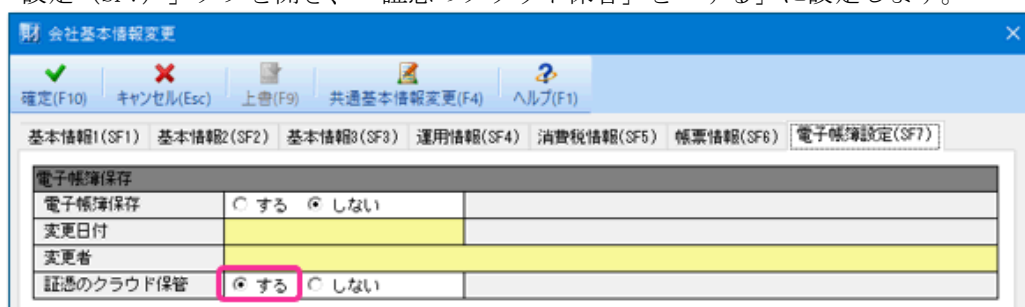 会社基本情報変更
確定(F10) キャンセル(Esc) 上書(F9) 共通基本情報変更(F4) ヘルプ(F1)
基本情報1(SF1) 基本情報2(SF2) 基本情報3(SF3) 運用情報(SF4) 消費税情報(SF5) 帳票情報(SF6) 電子帳簿設定(SF7)
電子帳簿保存
電子帳簿保存 する しない
変更日付
変更者
証憑のクラウド保管 する しない